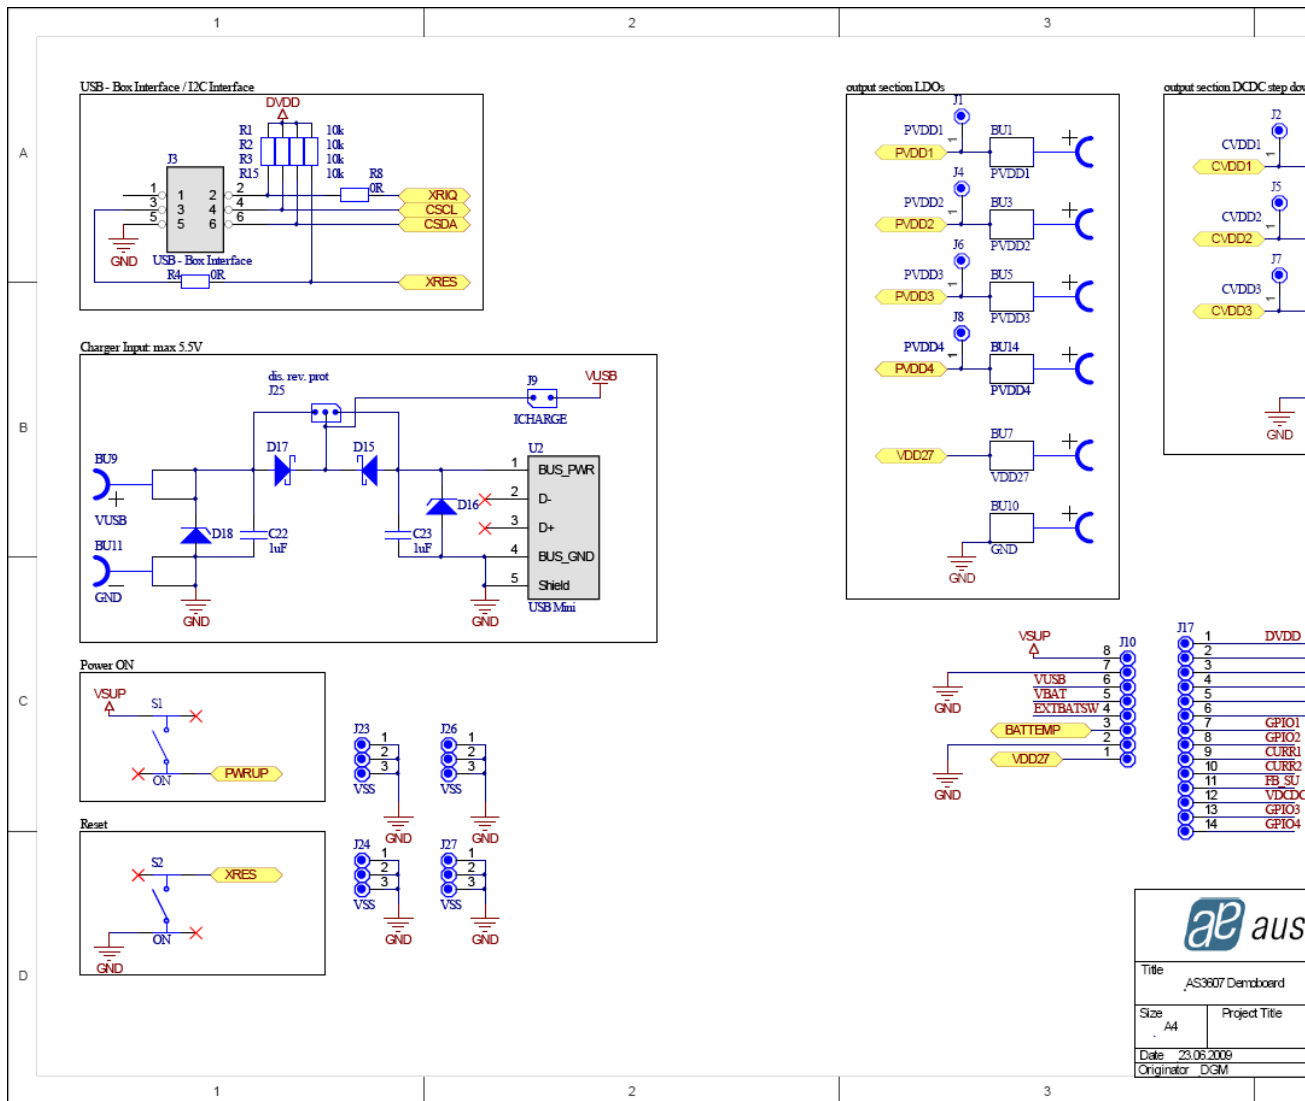 1 2 3
A
B
C
D
USB - Box Interface / I2C Interface
DVDD
R1 10k
R2 10k
R3 10k
R15 10k
J3
R8
0R
1 1 2 2
3 3 4 4
5 5 6 6
XRIQ
CSCL
CSDA
GND
USB - Box Interface
R4 0R
XRES
Charger Input: max 5.5V
dis. rev. prot
J25
J9
VUSB
ICHARGE
D17
D15
U2
BU9
VUSB
BU11
GND
D18
C22
1uF
GND
C23
1uF
D16
1 BUS_PWR
2 D-
3 D+
4 BUS_GND
5 Shield
USB Mini
GND
Power ON
VSUP
S1
ON
PWRUP
Reset
S2
XRES
ON
GND
J23
1
2
3
VSS
GND
J26
1
2
3
VSS
GND
J24
1
2
3
VSS
GND
J27
1
2
3
VSS
GND
output section LDOs
J1
PVDD1
PVDD1
1
BU1
PVDD1
J4
PVDD2
PVDD2
1
BU3
PVDD2
J6
PVDD3
PVDD3
1
BU5
PVDD3
J8
PVDD4
PVDD4
1
BU14
PVDD4
VDD27
BU7
VDD27
BU10
GND
GND
output section DCDC step dow
J2
CVDD1
CVDD1
1
J5
CVDD2
CVDD2
1
J7
CVDD3
CVDD3
1
GND
VSUP
J10
8
7
GND
VUSB 6
VBAT 5
EXTBATSW 4
BATTEMP 3
2
VDD27 1
GND
J17
1 DVDD
2
3
4
5
6
7 GPIO1
8 GPIO2
9 CURR1
10 CURR2
11 FB_SU
12 VDCDC
13 GPIO3
14 GPIO4
ae aus
Title
AS3607 Demoboard
Size
A4
Project Title
Date 23.06.2009
Originator DGM
1 2 3